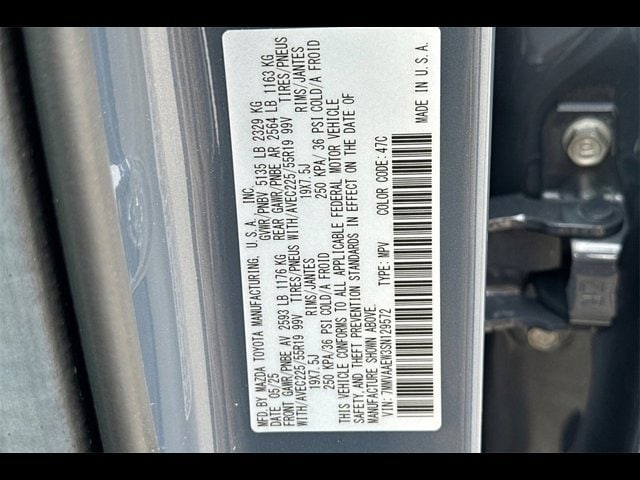 MFD. BY MAZDA TOYOTA MANUFACTURING, U.S.A., INC.
DATE 05/25 GVWR/PNBV 5135 LB 2329 KG
FRONT GAWR/PNBE AV 2593 LB 1176 KG REAR GAWR/PNBE AR 2564 LB 1163 KG
WITH/AVEC225/55R19 99V TIRES/PNEUS WITH/AVEC225/55R19 99V TIRES/PNEUS
19X7.5J RIMS/JANTES 19X7.5J RIMS/JANTES
250 KPA/36 PSI COLD/A FROID 250 KPA/ 36 PSI COLD/A FROID
THIS VEHICLE CONFORMS TO ALL APPLICABLE FEDERAL MOTOR VEHICLE
SAFETY,AND THEFT PREVENTION STANDARDS IN EFFECT ON THE DATE OF
MANUFACTURE SHOWN ABOVE.
VIN: 7MMVAAEW3SN129572 TYPE: MPV COLOR CODE: 47C
MADE IN U.S.A.